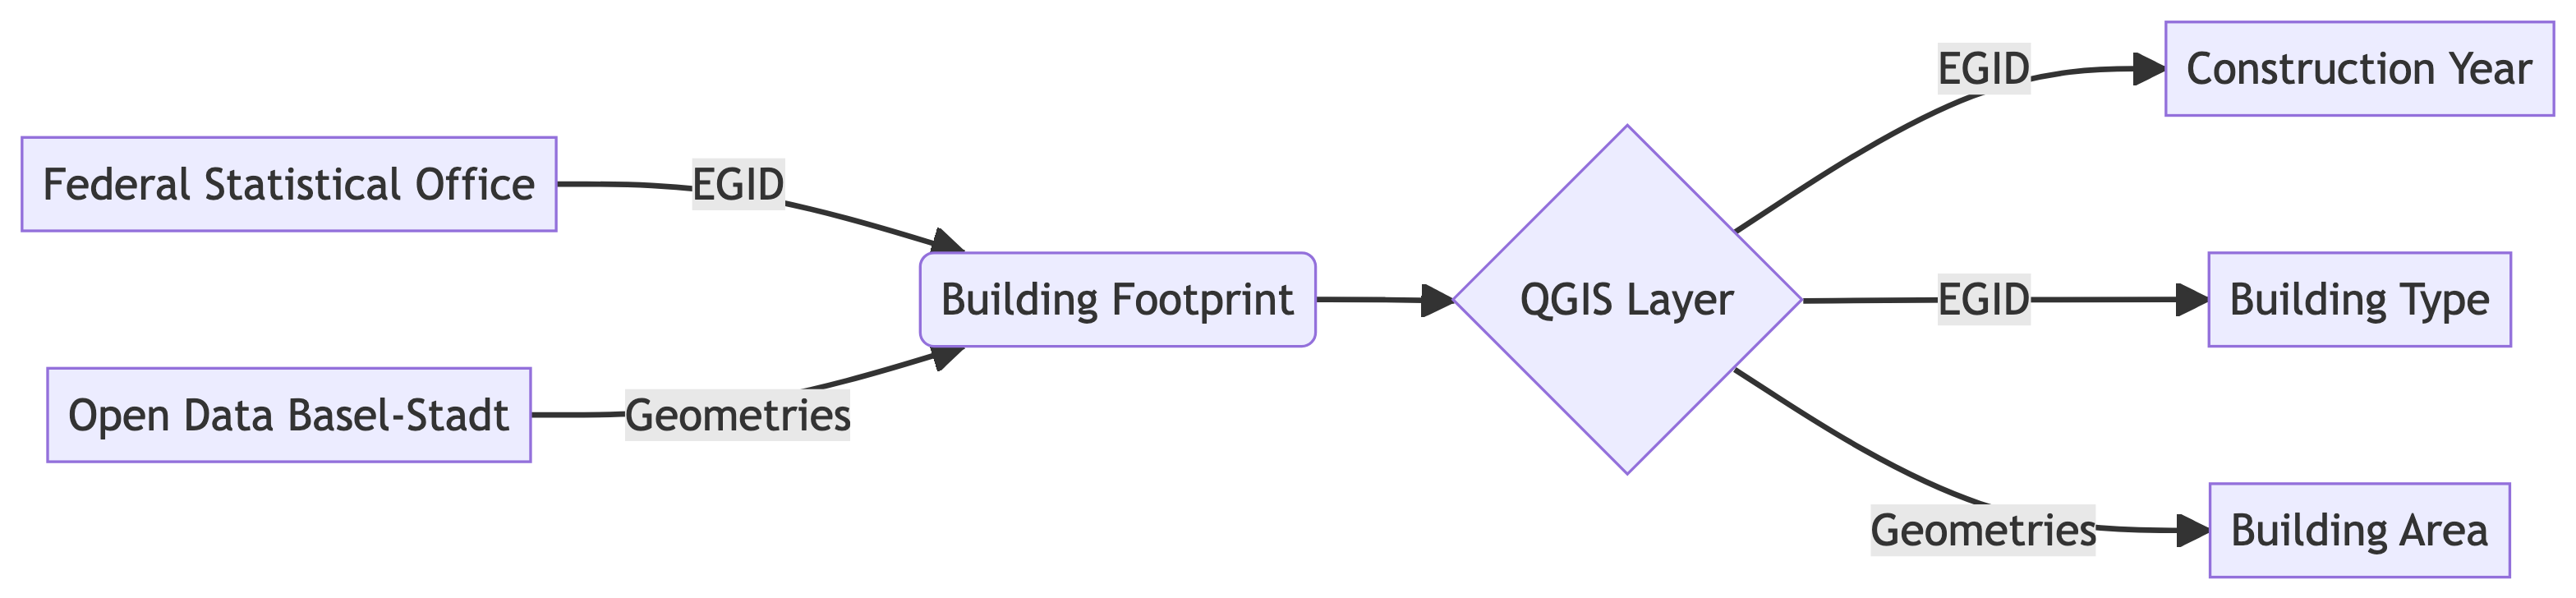 Federal Statistical Office
EGID
Open Data Basel-Stadt
Geometries
Building Footprint
QGIS Layer
EGID
Construction Year
EGID
Building Type
Geometries
Building Area